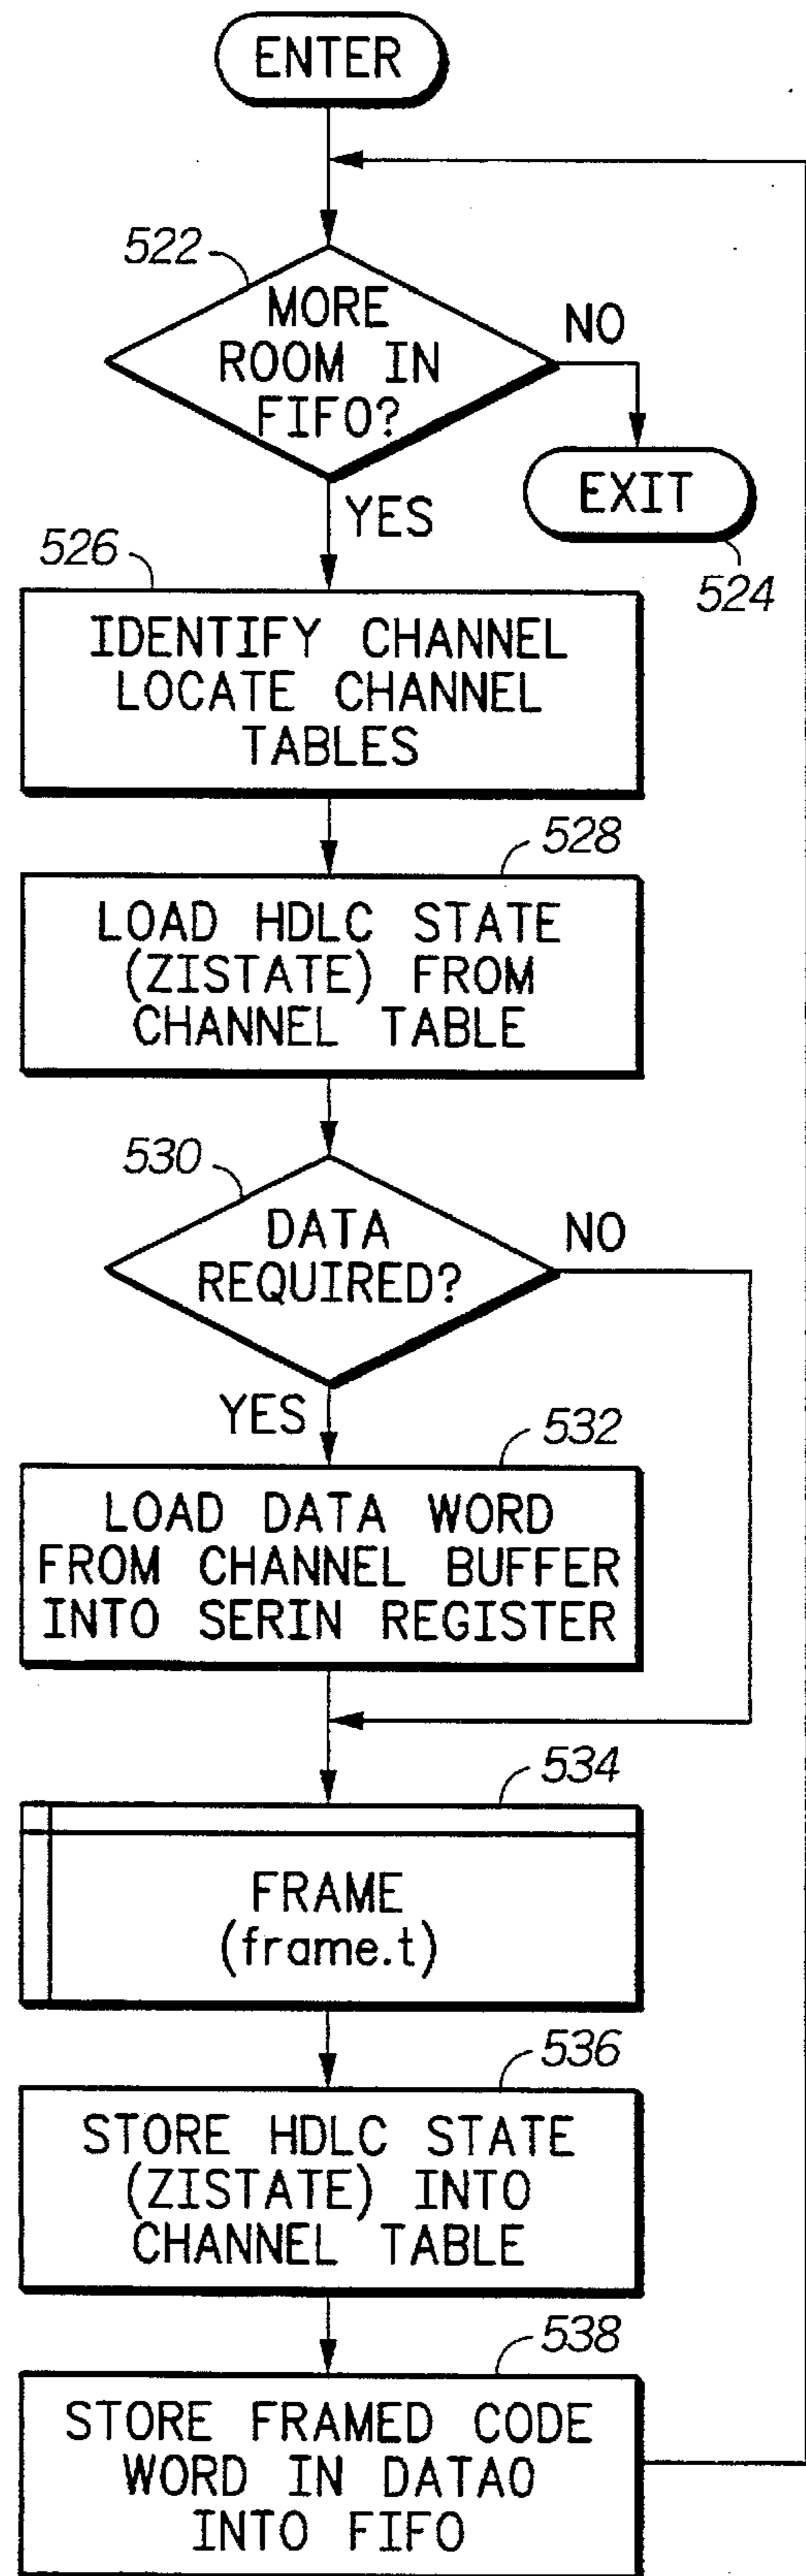 ENTER
522
MORE
ROOM IN
FIFO?
NO
EXIT
524
YES
526
IDENTIFY CHANNEL
LOCATE CHANNEL
TABLES
528
LOAD HDLC STATE
(ZISTATE) FROM
CHANNEL TABLE
530
DATA
REQUIRED?
NO
YES
532
LOAD DATA WORD
FROM CHANNEL BUFFER
INTO SERIN REGISTER
534
FRAME
(frame.t)
536
STORE HDLC STATE
(ZISTATE) INTO
CHANNEL TABLE
538
STORE FRAMED CODE
WORD IN DATA0
INTO FIFO